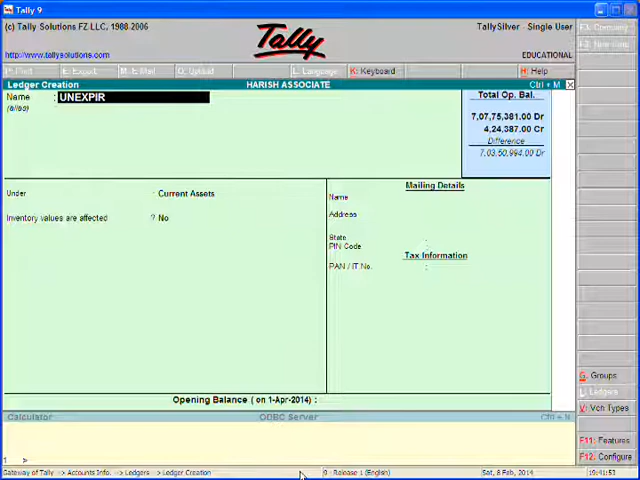 Tally 9
(c) Tally Solutions FZ LLC, 1988-2006
Tally
TallySilver - Single User
http://www.tallysolutions.com
EDUCATIONAL
P: Print E: Export M: E-Mail O: Upload L: Language K: Keyboard H: Help
Ledger Creation HARISH ASSOCIATE Ctrl + M
Name : UNEXPIR
(alias)
Total Op. Bal.
7,07,75,381.00 Dr
4,24,387.00 Cr
Difference
7,03,50,994.00 Dr
Under : Current Assets
Inventory values are affected ? No
Mailing Details
Name
Address
State :
PIN Code :
Tax Information
PAN / IT No. :
Opening Balance ( on 1-Apr-2014) :
Calculator ODBC Server Ctrl + N
1 >
Gateway of Tally --> Accounts Info. --> Ledgers --> Ledger Creation
9 : Release 1 (English) Sat, 8 Feb, 2014 19:41:53
G: Groups
L: Ledgers
V: Vch Types
F11: Features
F12: Configure